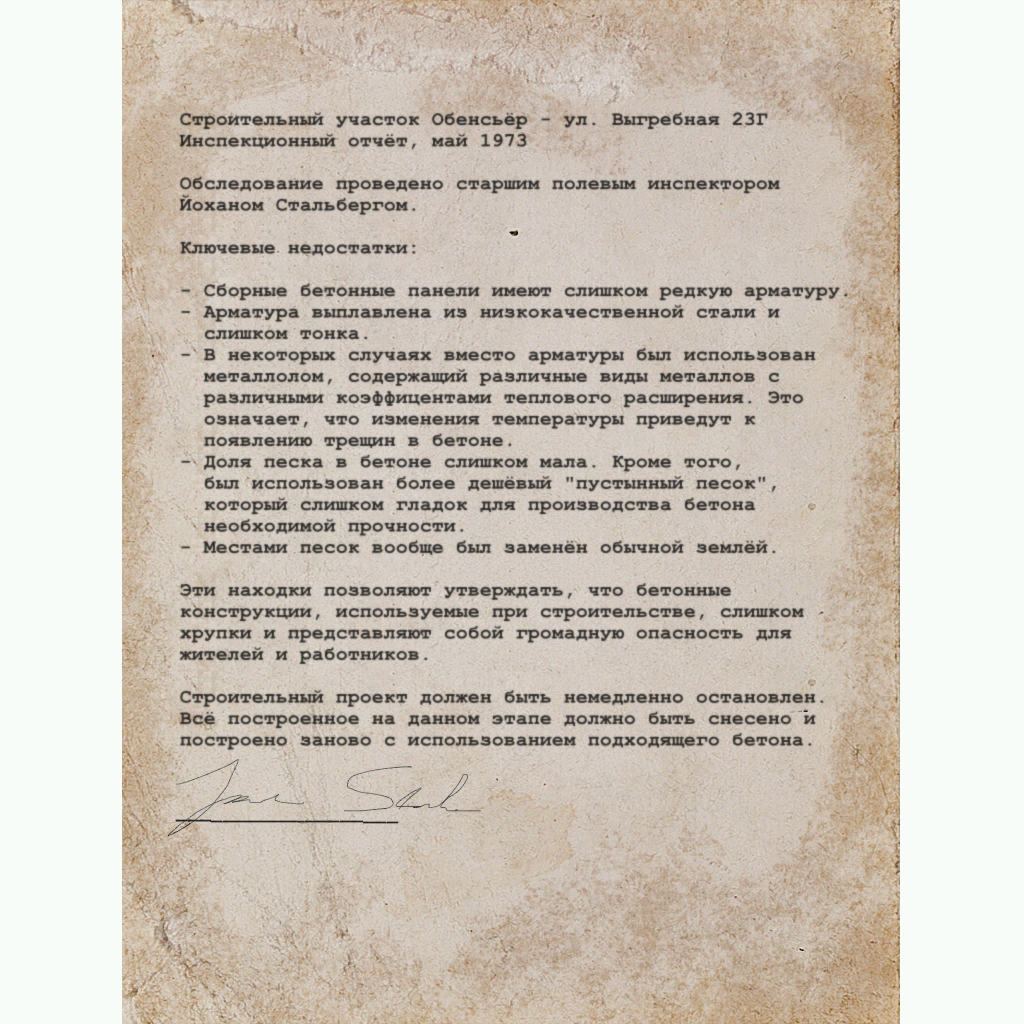 Строительный участок Обенсьёр - ул. Выгребная 23Г
Инспекционный отчёт, май 1973
Обследование проведено старшим полевым инспектором
Йоханом Стальбергом.
Ключевые недостатки:
- Сборные бетонные панели имеют слишком редкую арматуру.
- Арматура выплавлена из низкокачественной стали и
слишком тонка.
- В некоторых случаях вместо арматуры был использован
металлолом, содержащий различные виды металлов с
различными коэффицентами теплового расширения. Это
означает, что изменения температуры приведут к
появлению трещин в бетоне.
- Доля песка в бетоне слишком мала. Кроме того,
был использован более дешёвый "пустынный песок",
который слишком гладок для производства бетона
необходимой прочности.
- Местами песок вообще был заменён обычной землёй.
Эти находки позволяют утверждать, что бетонные
конструкции, используемые при строительстве, слишком
хрупки и представляют собой громадную опасность для
жителей и работников.
Строительный проект должен быть немедленно остановлен.
Всё построенное на данном этапе должно быть снесено и
построено заново с использованием подходящего бетона.